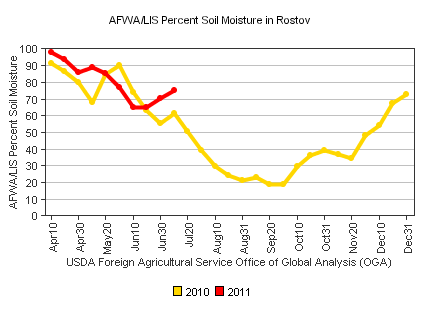 AFWA/LIS Percent Soil Moisture in Rostov
AFWA/LIS Percent Soil Moisture
100
90
80
70
60
50
40
30
20
10
0
Apr10
Apr30
May20
Jun10
Jun30
Jul20
Aug10
Aug31
Sep20
Oct10
Oct31
Nov20
Dec10
Dec31
USDA Foreign Agricultural Service Office of Global Analysis (OGA)
2010 2011